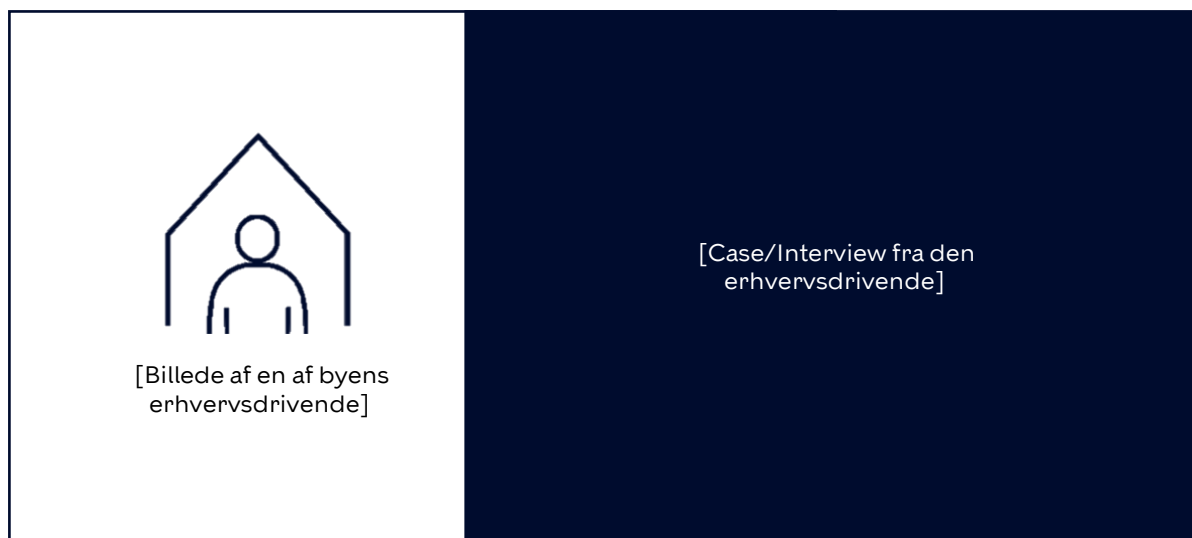 [Billede af en af byens
erhvervsdrivende]
[Case/Interview fra den
erhvervsdrivende]